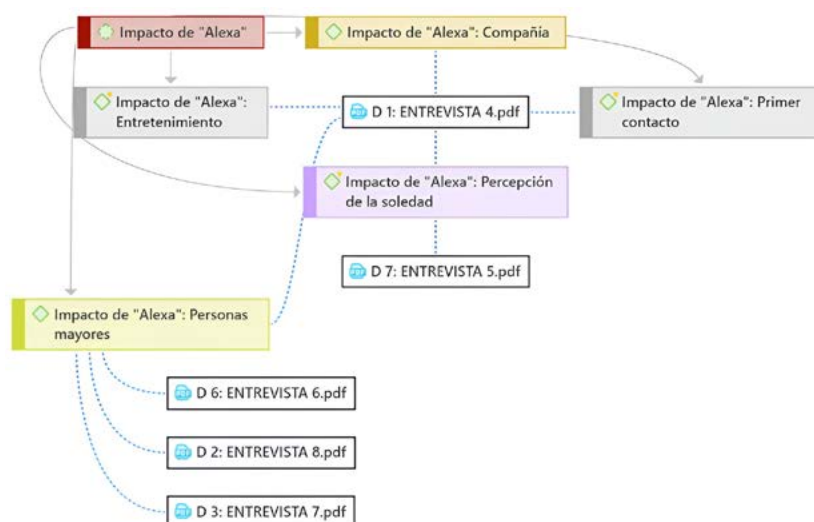 Impacto de "Alexa"
Impacto de "Alexa": Compañía
Impacto de "Alexa":
Entretenimiento
D 1: ENTREVISTA 4.pdf
Impacto de "Alexa": Primer
contacto
Impacto de "Alexa": Percepción
de la soledad
D 7: ENTREVISTA 5.pdf
Impacto de "Alexa": Personas
mayores
D 6: ENTREVISTA 6.pdf
D 2: ENTREVISTA 8.pdf
D 3: ENTREVISTA 7.pdf